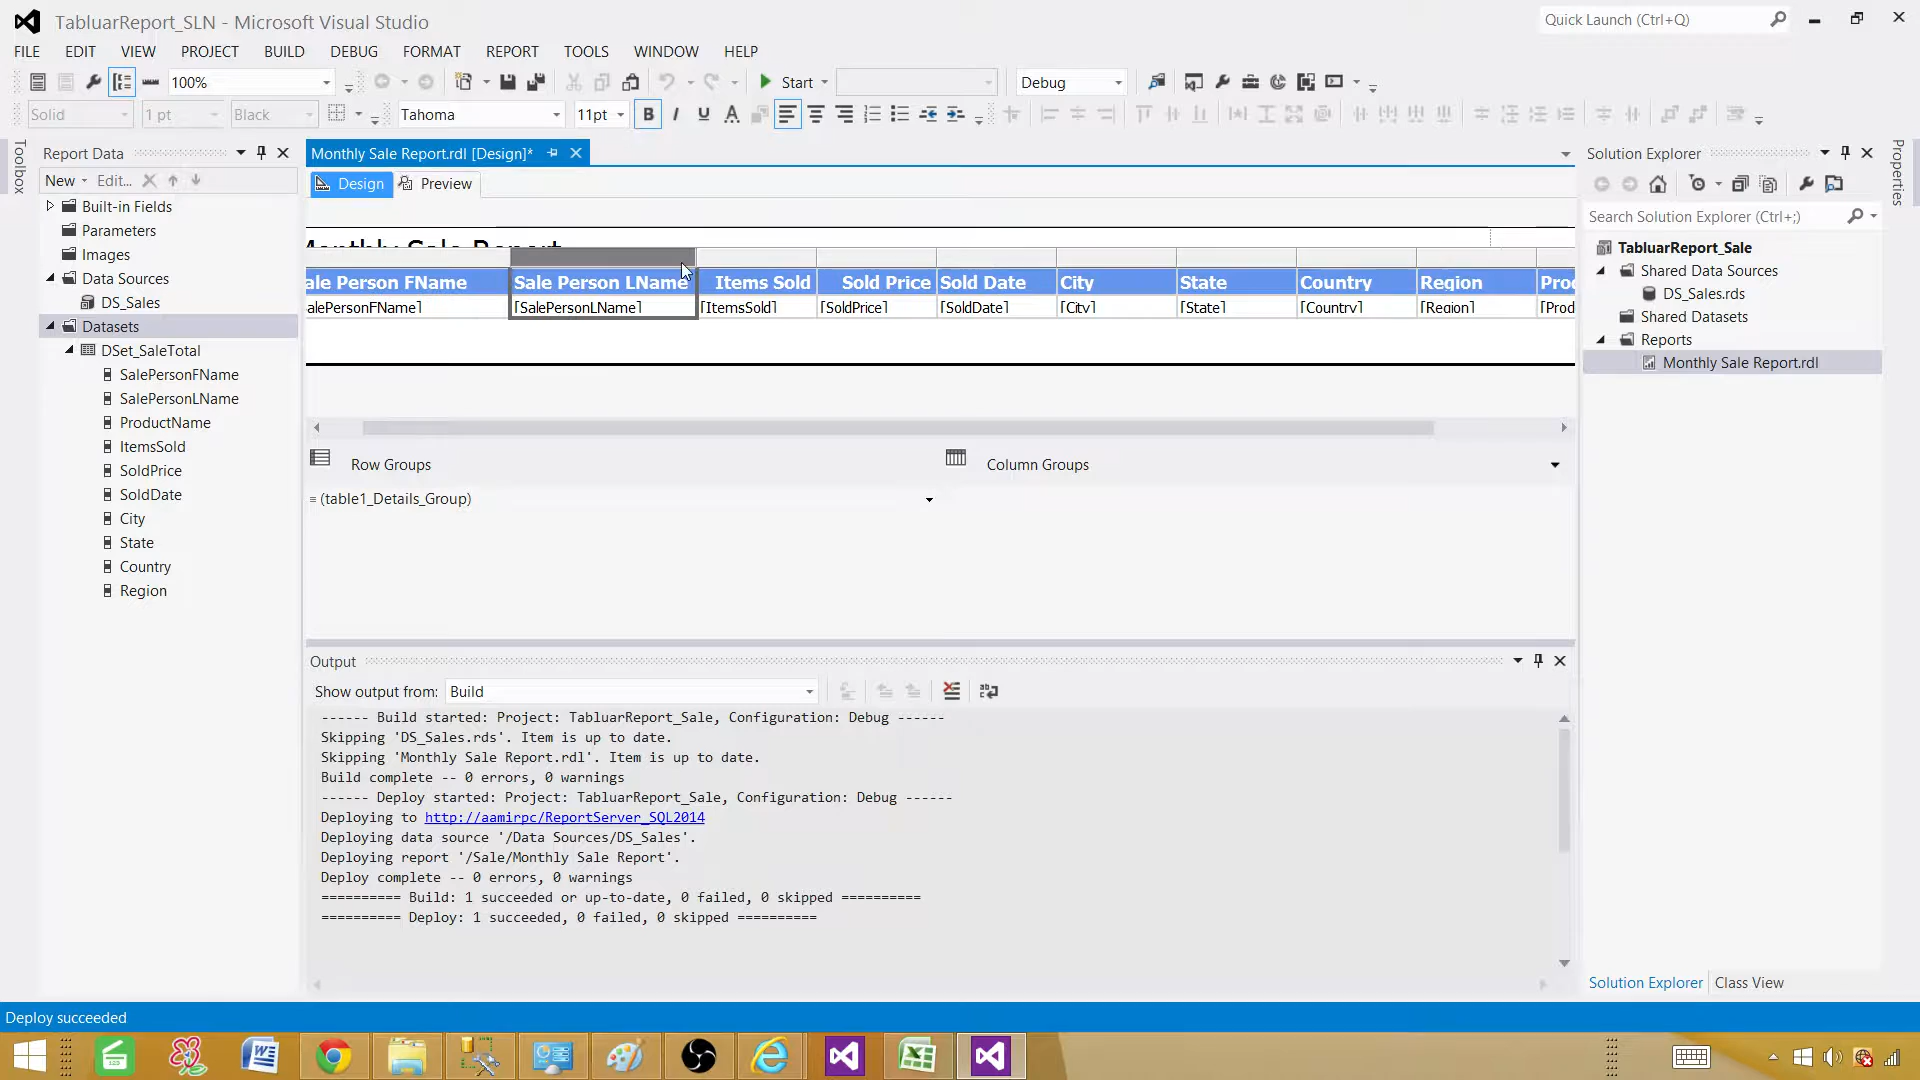 TabluarReport_SLN - Microsoft Visual Studio
Quick Launch (Ctrl+Q)
FILE EDIT VIEW PROJECT BUILD DEBUG FORMAT REPORT TOOLS WINDOW HELP
100% Start Debug
Solid 1 pt Black Tahoma 11pt B I U A
Toolbox
Report Data
New Edit...
Built-in Fields
Parameters
Images
Data Sources
DS_Sales
Datasets
DSet_SaleTotal
SalePersonFName
SalePersonLName
ProductName
ItemsSold
SoldPrice
SoldDate
City
State
Country
Region
Monthly Sale Report.rdl [Design]*
Design Preview
Monthly Sale Report
ale Person FName Sale Person LName Items Sold Sold Price Sold Date City State Country Region Prod
alePersonFName] [SalePersonLName] [ItemsSold] [SoldPrice] [SoldDate] [City] [State] [Country] [Region] [Prod
Row Groups Column Groups
(table1_Details_Group)
Output
Show output from: Build
------ Build started: Project: TabluarReport_Sale, Configuration: Debug ------
Skipping 'DS_Sales.rds'. Item is up to date.
Skipping 'Monthly Sale Report.rdl'. Item is up to date.
Build complete -- 0 errors, 0 warnings
------ Deploy started: Project: TabluarReport_Sale, Configuration: Debug ------
Deploying to http://aamirpc/ReportServer_SQL2014
Deploying data source '/Data Sources/DS_Sales'.
Deploying report '/Sale/Monthly Sale Report'.
Deploy complete -- 0 errors, 0 warnings
========== Build: 1 succeeded or up-to-date, 0 failed, 0 skipped ==========
========== Deploy: 1 succeeded, 0 failed, 0 skipped ==========
Solution Explorer
Search Solution Explorer (Ctrl+;)
TabluarReport_Sale
Shared Data Sources
DS_Sales.rds
Shared Datasets
Reports
Monthly Sale Report.rdl
Solution Explorer Class View
Properties
Deploy succeeded